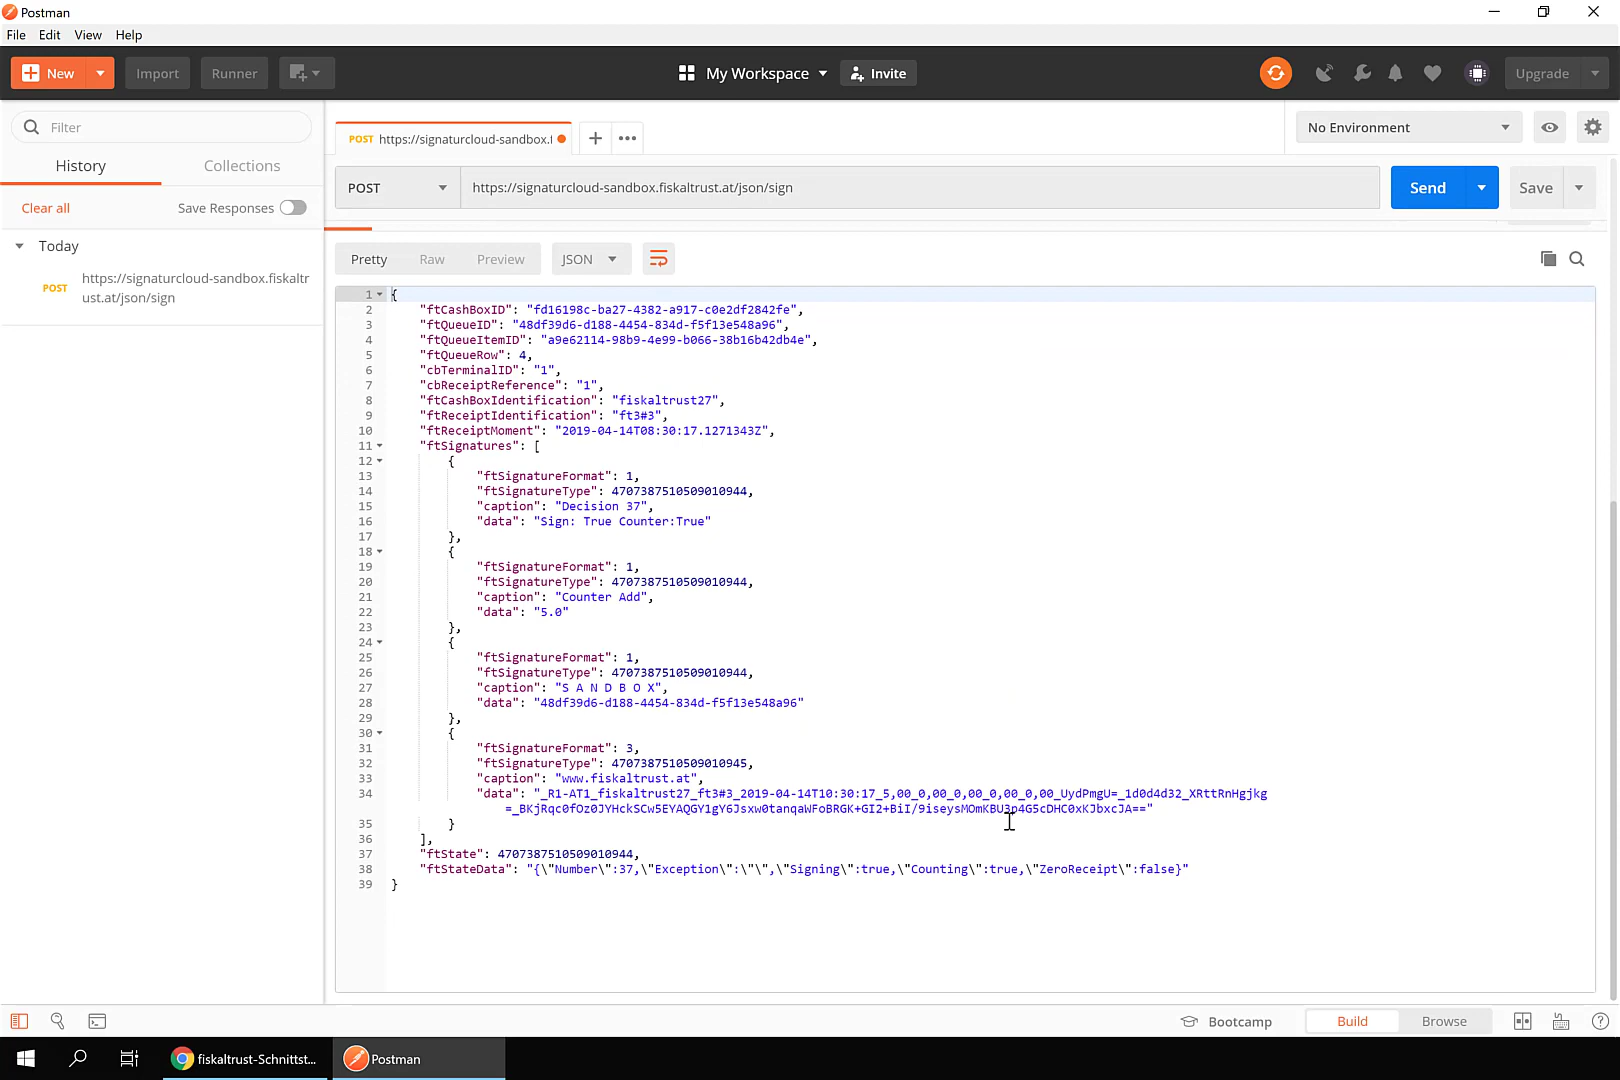 Postman
File Edit View Help
New Import Runner My Workspace Invite Upgrade
Filter
History Collections
Clear all Save Responses
Today
POST https://signaturcloud-sandbox.fiskaltr
ust.at/json/sign
POST https://signaturcloud-sandbox.f
No Environment
POST https://signaturcloud-sandbox.fiskaltrust.at/json/sign Send Save
Pretty Raw Preview JSON
1 {
2 "ftCashBoxID": "fd16198c-ba27-4382-a917-c0e2df2842fe",
3 "ftQueueID": "48df39d6-d188-4454-834d-f5f13e548a96",
4 "ftQueueItemID": "a9e62114-98b9-4e99-b066-38b16b42db4e",
5 "ftQueueRow": 4,
6 "cbTerminalID": "1",
7 "cbReceiptReference": "1",
8 "ftCashBoxIdentification": "fiskaltrust27",
9 "ftReceiptIdentification": "ft3#3",
10 "ftReceiptMoment": "2019-04-14T08:30:17.1271343Z",
11 "ftSignatures": [
12 {
13 "ftSignatureFormat": 1,
14 "ftSignatureType": 4707387510509010944,
15 "caption": "Decision 37",
16 "data": "Sign: True Counter:True"
17 },
18 {
19 "ftSignatureFormat": 1,
20 "ftSignatureType": 4707387510509010944,
21 "caption": "Counter Add",
22 "data": "5.0"
23 },
24 {
25 "ftSignatureFormat": 1,
26 "ftSignatureType": 4707387510509010944,
27 "caption": "S A N D B O X",
28 "data": "48df39d6-d188-4454-834d-f5f13e548a96"
29 },
30 {
31 "ftSignatureFormat": 3,
32 "ftSignatureType": 4707387510509010945,
33 "caption": "www.fiskaltrust.at",
34 "data": "_R1-AT1_fiskaltrust27_ft3#3_2019-04-14T10:30:17_5,00_0,00_0,00_0,00_0,00_UydPmgU=_1d0d4d32_XRttRnHgjkg
=_BKjRqc0fOz0JYHckSCw5EYAQGY1gY6Jsxw0tanqaWFoBRGK+GI2+BiI/9iseysMOmKBU3p4G5cDHC0xKJbxcJA=="
35 }
36 ],
37 "ftState": 4707387510509010944,
38 "ftStateData": "{\"Number\":37,\"Exception\":\"\",\"Signing\":true,\"Counting\":true,\"ZeroReceipt\":false}"
39 }
Bootcamp Build Browse
fiskaltrust-Schnittst... Postman